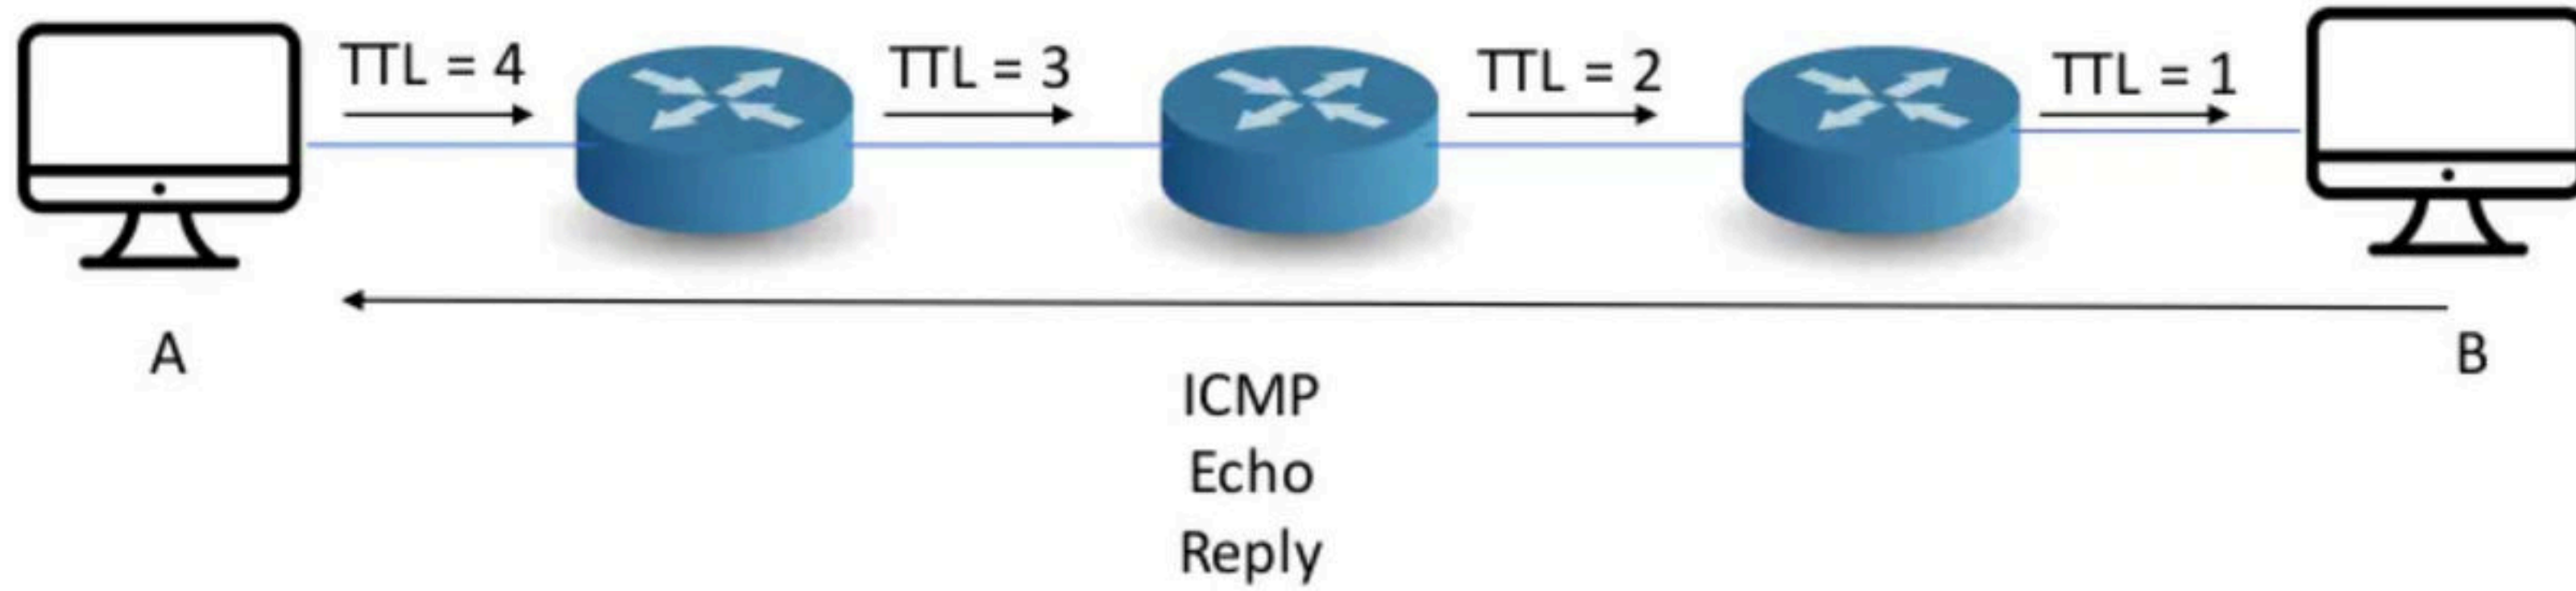 TTL = 4
TTL = 3
TTL = 2
TTL = 1
A
B
ICMP
Echo
Reply